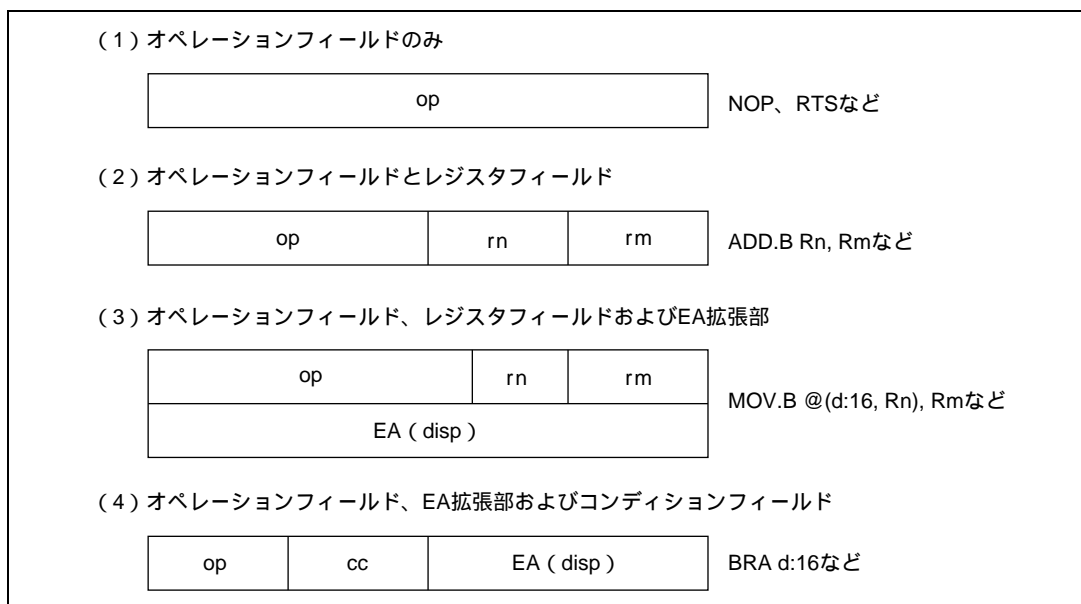 （1）オペレーションフィールドのみ
op
NOP、RTSなど
（2）オペレーションフィールドとレジスタフィールド
op rn rm
ADD.B Rn, Rmなど
（3）オペレーションフィールド、レジスタフィールドおよびEA拡張部
op rn rm
EA（disp）
MOV.B @(d:16, Rn), Rmなど
（4）オペレーションフィールド、EA拡張部およびコンディションフィールド
op cc EA（disp）
BRA d:16など